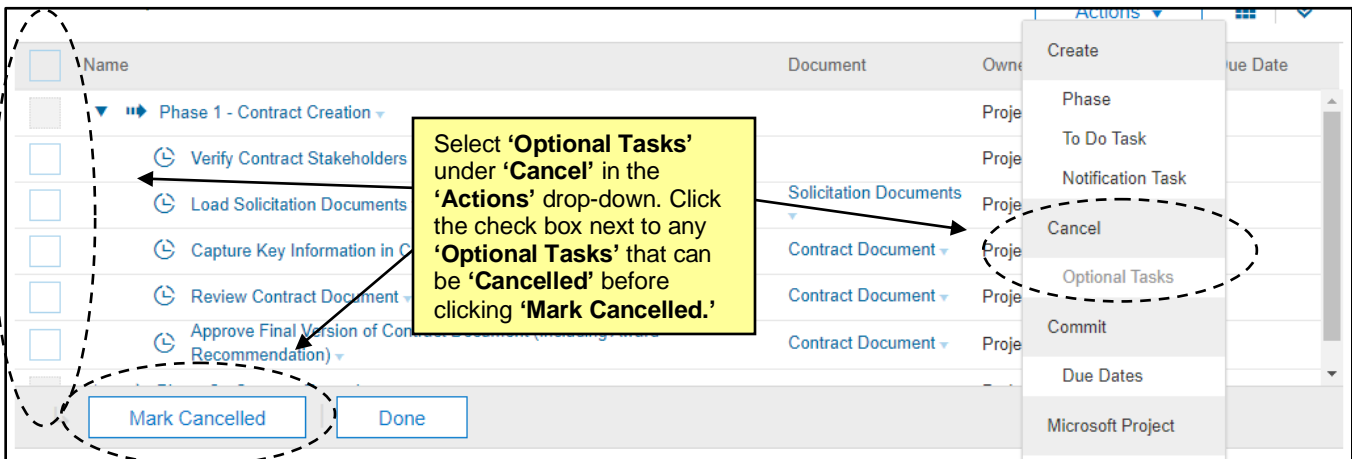 Actions
Name
Document
Owne
ue Date
Create
Phase 1 - Contract Creation
Proje
Phase
Verify Contract Stakeholders
Proje
To Do Task
Load Solicitation Documents
Solicitation Documents
Proje
Notification Task
Capture Key Information in C
Contract Document
Proje
Cancel
Review Contract Document
Contract Document
Proje
Optional Tasks
Approve Final Version of Contract Document (Including Award
Recommendation)
Contract Document
Proje
Commit
Due Dates
Microsoft Project
Select ‘Optional Tasks’
under ‘Cancel’ in the
‘Actions’ drop-down. Click
the check box next to any
‘Optional Tasks’ that can
be ‘Cancelled’ before
clicking ‘Mark Cancelled.’
Mark Cancelled
Done